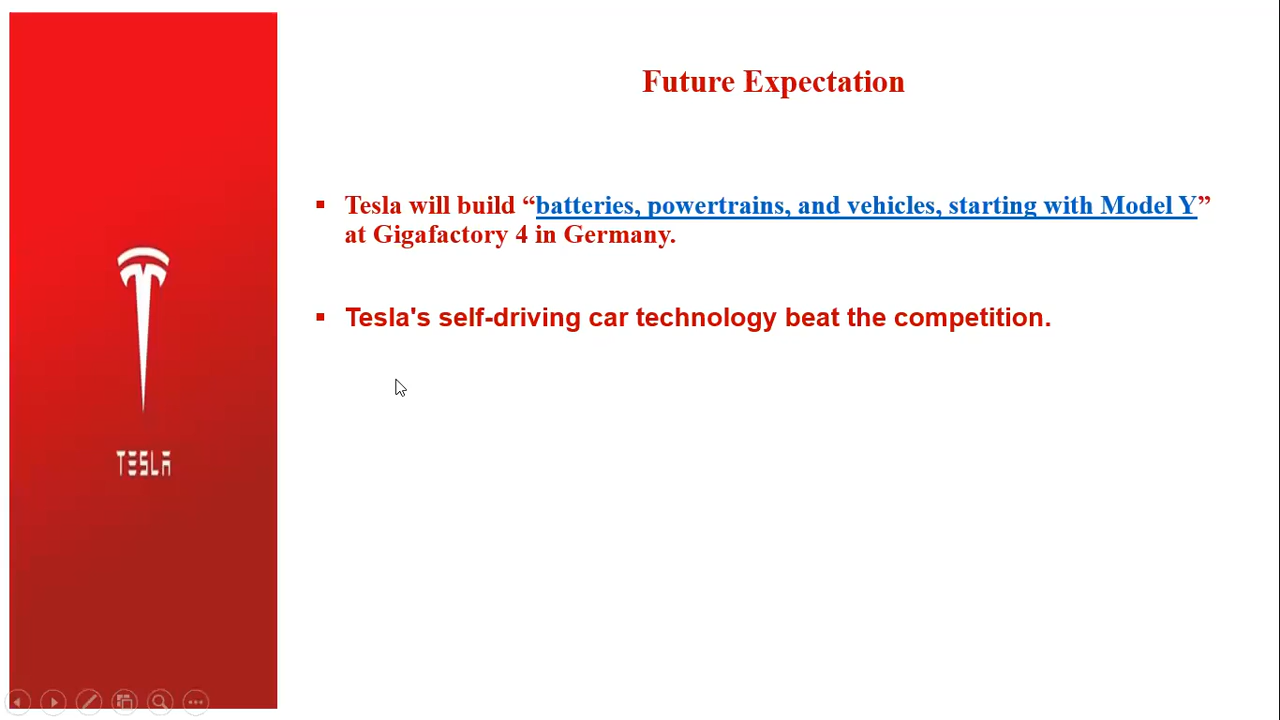 Future Expectation
Tesla will build “batteries, powertrains, and vehicles, starting with Model Y”
at Gigafactory 4 in Germany.
Tesla's self-driving car technology beat the competition.
TESLA